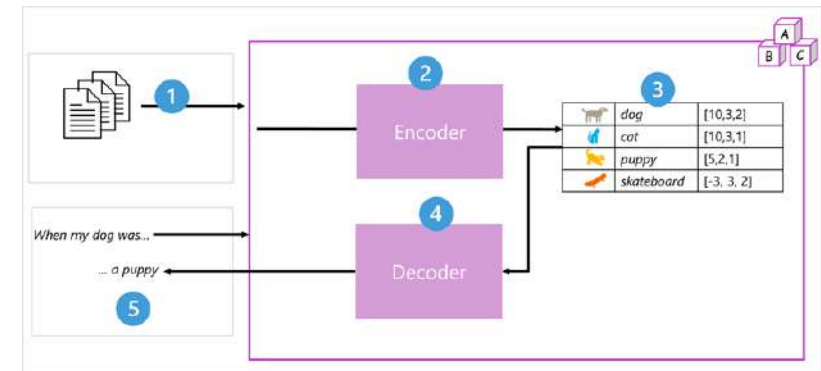 A
B C
1
2
3
Encoder
dog [10,3,2]
cat [10,3,1]
puppy [5,2,1]
skateboard [-3, 3, 2]
4
When my dog was...
... a puppy
Decoder
5